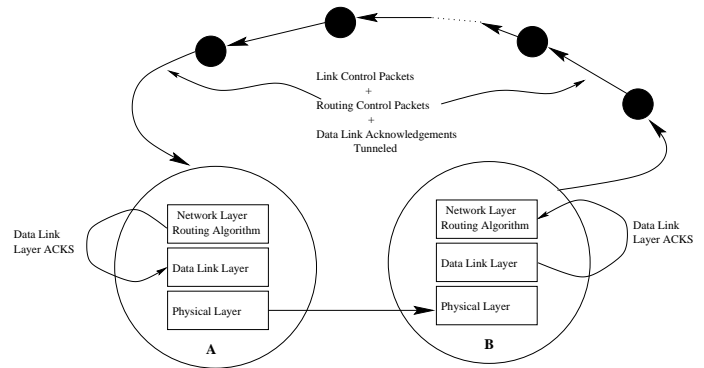 Link Control Packets
+
Routing Control Packets
+
Data Link Acknowledgements
Tunneled
Data Link
Layer ACKS
Network Layer
Routing Algorithm
Data Link Layer
Physical Layer
A
Network Layer
Routing Algorithm
Data Link Layer
Physical Layer
B
Data Link
Layer ACKS